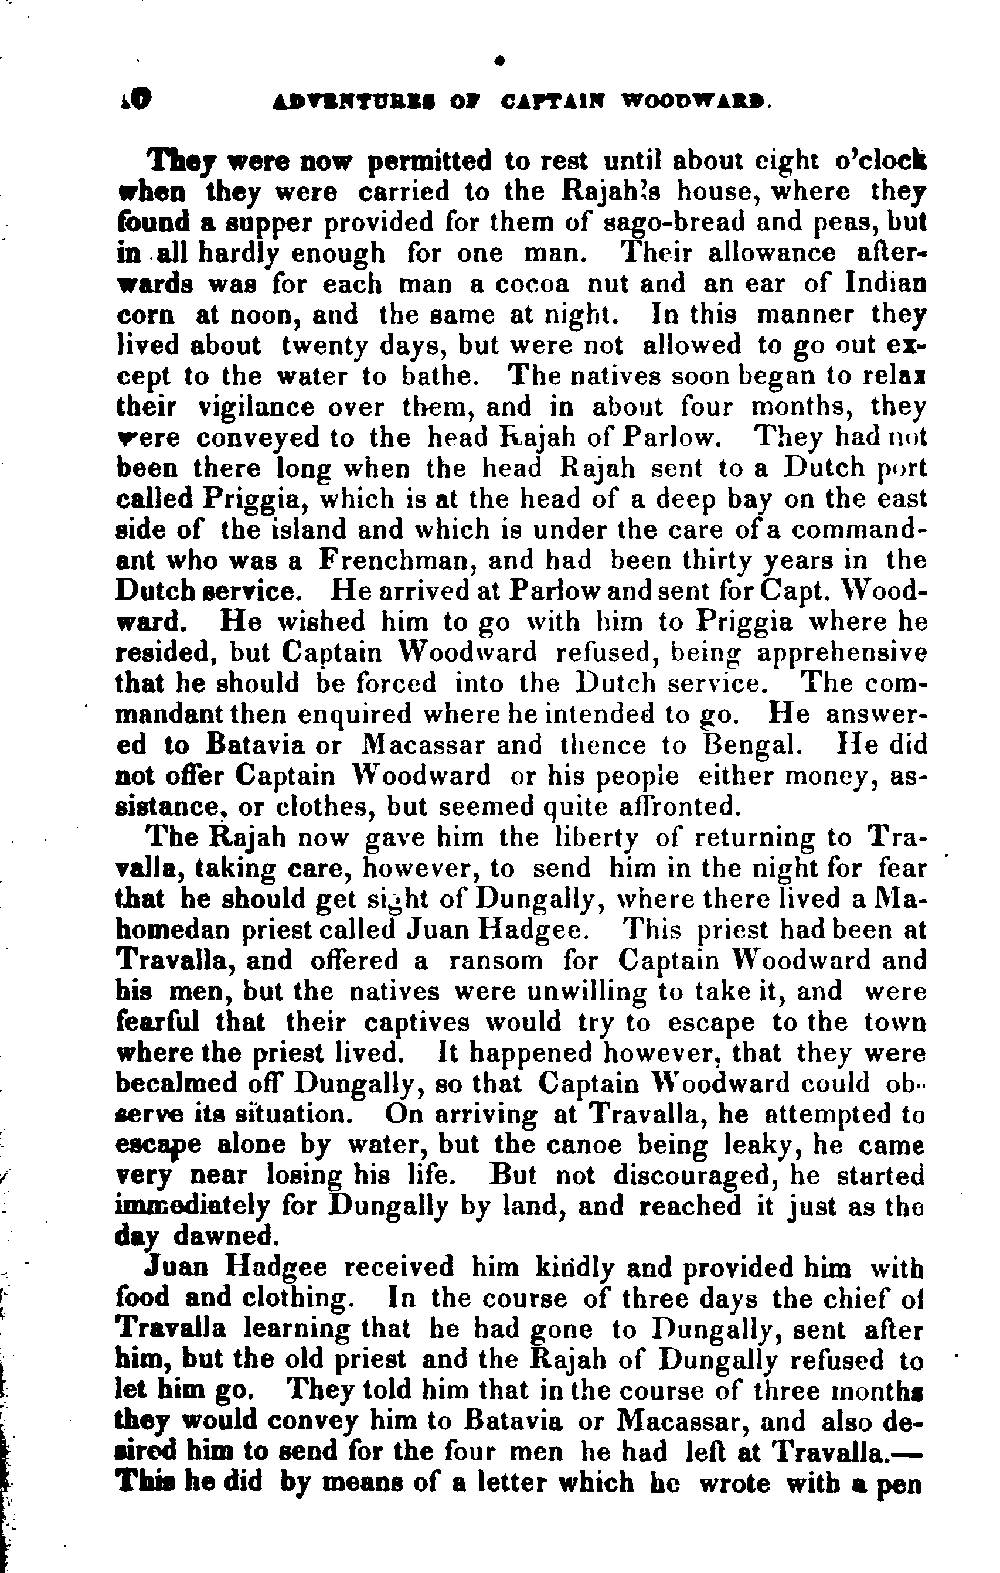 ADVENTURES OF CAPTAIN WOODWARD.
They were now permitted to rest until about eight o'clock
when they were carried to the Rajah's house, where they
found a supper provided for them of sago-bread and peas, but
in all hardly enough for one man. Their allowance after-
wards was for each man a cocoa nut and an ear of Indian
corn at noon, and the same at night. In this manner they
lived about twenty days, but were not allowed to go out ex-
cept to the water to bathe. The natives soon began to relax
their vigilance over them, and in about four months, they
were conveyed to the head Rajah of Parlow. They had not
been there long when the head Rajah sent to a Dutch port
called Priggia, which is at the head of a deep bay on the east
side of the island and which is under the care of a command-
ant who was a Frenchman, and had been thirty years in the
Dutch service. He arrived at Parlow and sent for Capt. Wood-
ward. He wished him to go with him to Priggia where he
resided, but Captain Woodward refused, being apprehensive
that he should be forced into the Dutch service. The com-
mandant then enquired where he intended to go. He answer-
ed to Batavia or Macassar and thence to Bengal. He did
not offer Captain Woodward or his people either money, as-
sistance, or clothes, but seemed quite affronted.
The Rajah now gave him the liberty of returning to Tra-
valla, taking care, however, to send him in the night for fear
that he should get sight of Dungally, where there lived a Ma-
homedan priest called Juan Hadgee. This priest had been at
Travalla, and offered a ransom for Captain Woodward and
his men, but the natives were unwilling to take it, and were
fearful that their captives would try to escape to the town
where the priest lived. It happened however, that they were
becalmed off Dungally, so that Captain Woodward could ob-
serve its situation. On arriving at Travalla, he attempted to
escape alone by water, but the canoe being leaky, he came
very near losing his life. But not discouraged, he started
immediately for Dungally by land, and reached it just as the
day dawned.
Juan Hadgee received him kindly and provided him with
food and clothing. In the course of three days the chief of
Travalla learning that he had gone to Dungally, sent after
him, but the old priest and the Rajah of Dungally refused to
let him go. They told him that in the course of three months
they would convey him to Batavia or Macassar, and also de-
sired him to send for the four men he had left at Travalla.—
This he did by means of a letter which he wrote with a pen